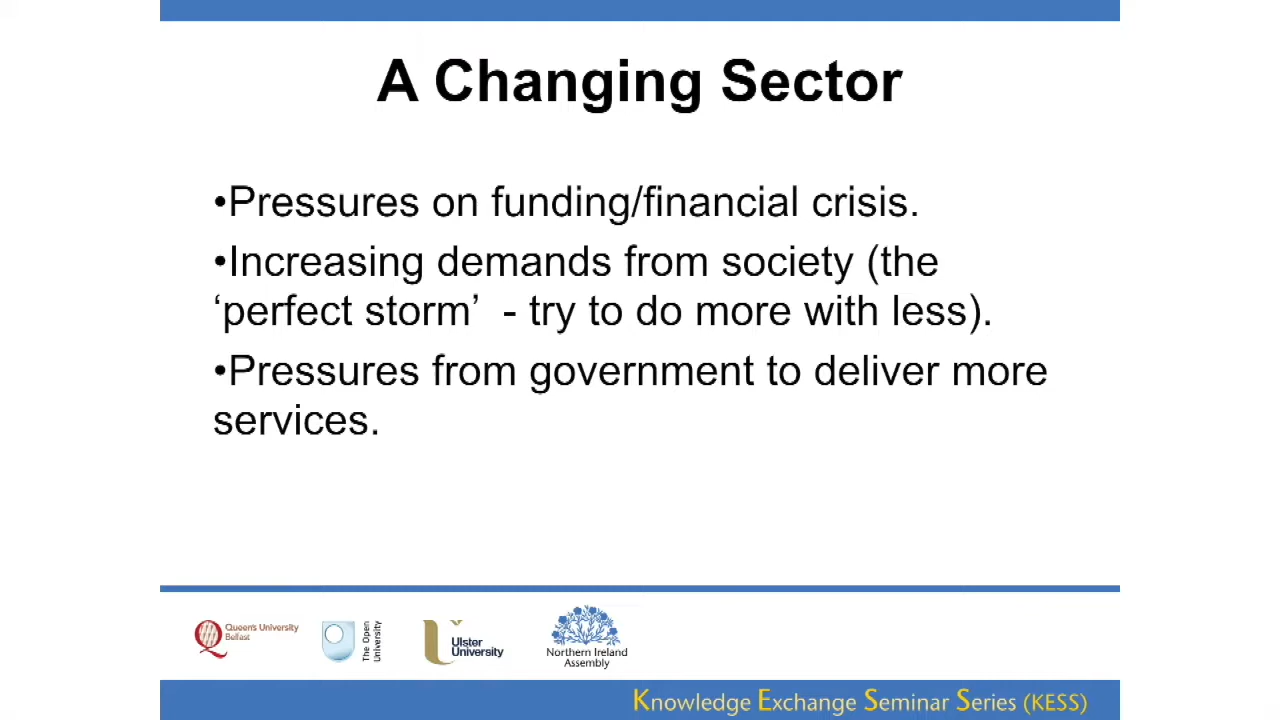 A Changing Sector
•Pressures on funding/financial crisis.
•Increasing demands from society (the
‘perfect storm’  - try to do more with less).
•Pressures from government to deliver more
services.
Queen's University
Belfast
The Open
University
Ulster
University
Northern Ireland
Assembly
Knowledge Exchange Seminar Series (KESS)